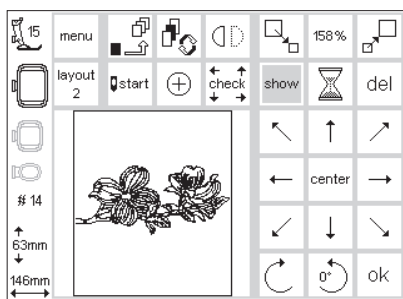 15 menu 158%
layout start check show del
2
# 14
center
63mm
0° ok
146mm